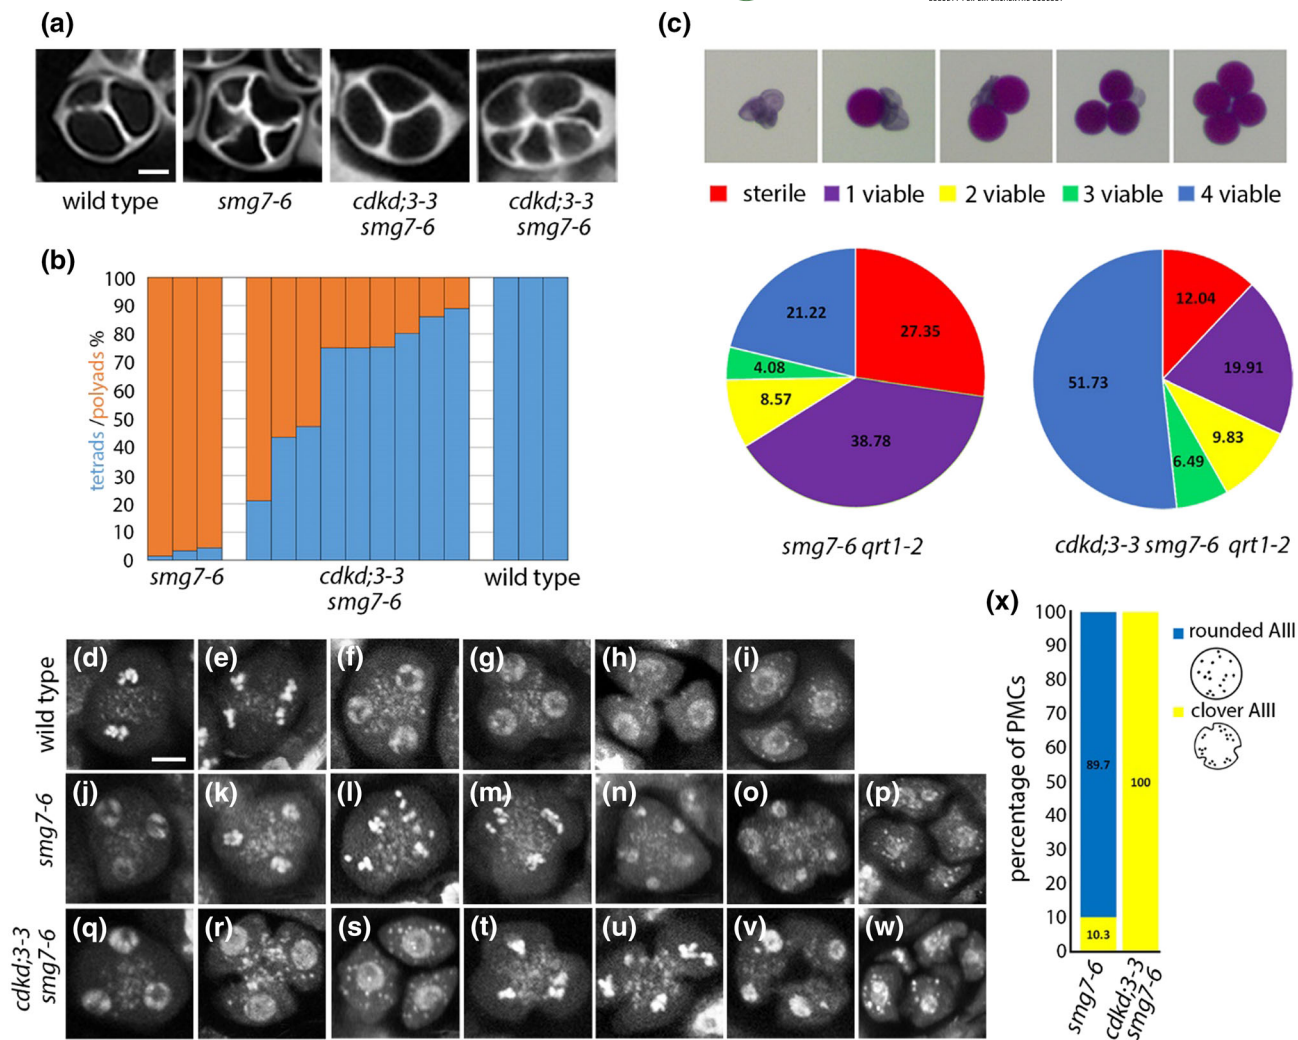 (a)
wild type
smg7-6
cdkd;3-3
smg7-6
cdkd;3-3
smg7-6
(b)
tetrads /polyads %
100
90
80
70
60
50
40
30
20
10
0
smg7-6
cdkd;3-3
smg7-6
wild type
(c)
sterile
1 viable
2 viable
3 viable
4 viable
21.22
27.35
4.08
8.57
38.78
smg7-6 qrt1-2
12.04
19.91
51.73
9.83
6.49
cdkd;3-3 smg7-6 qrt1-2
wild type
(d) (e) (f) (g) (h) (i)
smg7-6
(j) (k) (l) (m) (n) (o) (p)
cdkd;3-3
smg7-6
(q) (r) (s) (t) (u) (v) (w)
(x)
percentage of PMCs
100
90
80
70
60
50
40
30
20
10
0
89.7
10.3
100
smg7-6
cdkd;3-3
smg7-6
rounded AIII
clover AIII